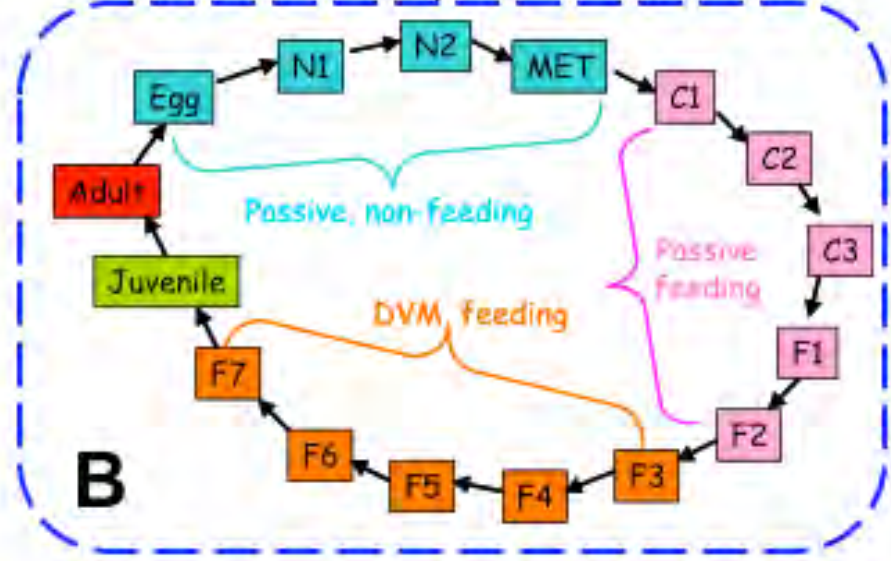 Egg
N1
N2
MET
C1
C2
C3
F1
F2
F3
F4
F5
F6
F7
Juvenile
Adult
Passive, non-feeding
Passive
feeding
DVM, feeding
B